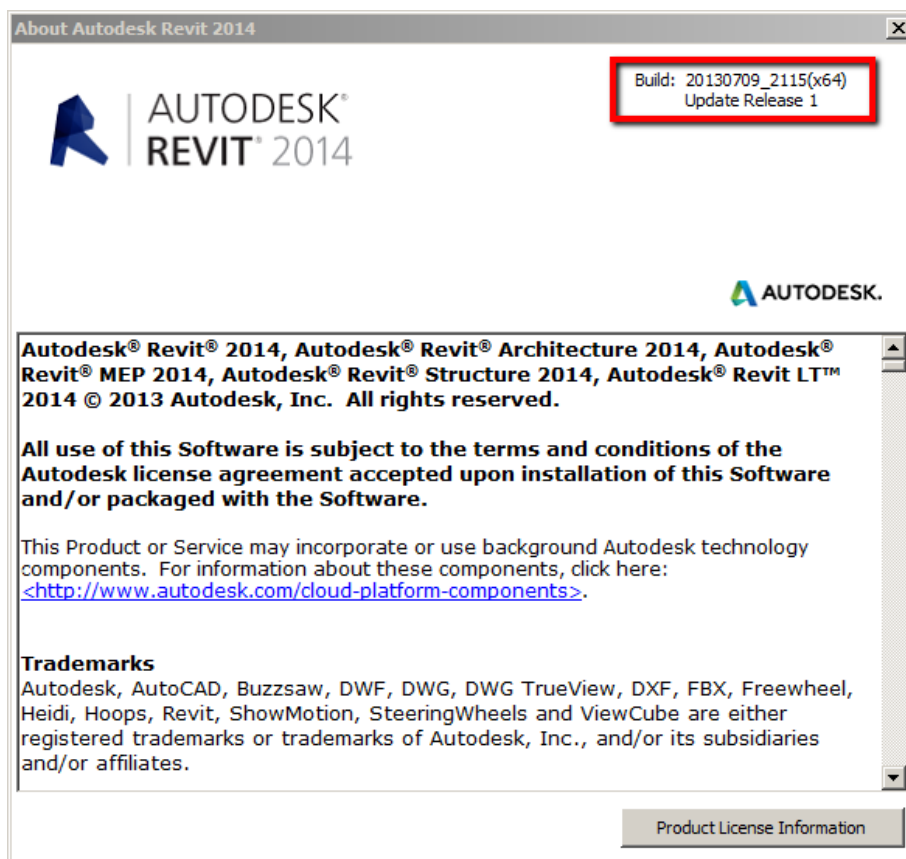 About Autodesk Revit 2014
Build: 20130709_2115(x64)
Update Release 1
AUTODESK®
REVIT® 2014
AUTODESK.
Autodesk® Revit® 2014, Autodesk® Revit® Architecture 2014, Autodesk®
Revit® MEP 2014, Autodesk® Revit® Structure 2014, Autodesk® Revit LT™
2014 © 2013 Autodesk, Inc.  All rights reserved.
All use of this Software is subject to the terms and conditions of the
Autodesk license agreement accepted upon installation of this Software
and/or packaged with the Software.
This Product or Service may incorporate or use background Autodesk technology
components.  For information about these components, click here:
<http://www.autodesk.com/cloud-platform-components>.
Trademarks
Autodesk, AutoCAD, Buzzsaw, DWF, DWG, DWG TrueView, DXF, FBX, Freewheel,
Heidi, Hoops, Revit, ShowMotion, SteeringWheels and ViewCube are either
registered trademarks or trademarks of Autodesk, Inc., and/or its subsidiaries
and/or affiliates.
Product License Information